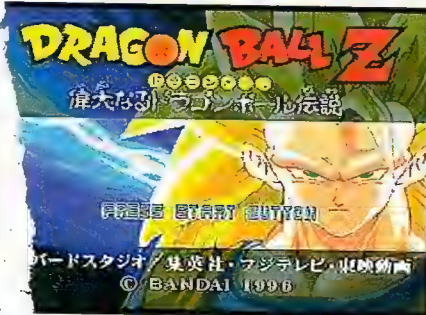 DRAGON BALL Z
偉大なるドラゴンボール伝説
PRESS START BUTTON
バードスタジオ/集英社・フジテレビ・東映動画
© BANDAI 1996